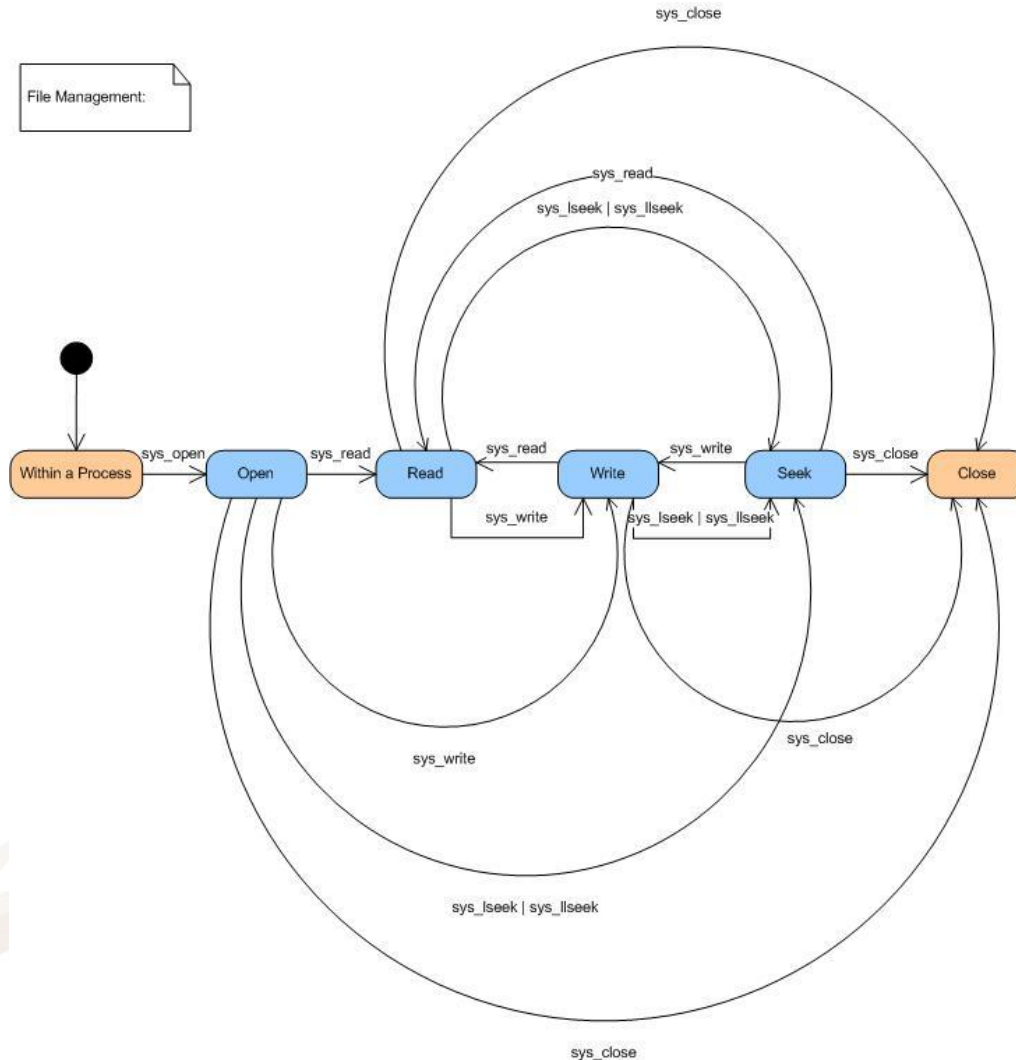 sys_close
File Management:
sys_read
sys_lseek | sys_llseek
sys_open
sys_read
sys_read
sys_write
sys_close
Within a Process
Open
Read
Write
Seek
Close
sys_write
sys_lseek | sys_llseek
sys_close
sys_write
sys_lseek | sys_llseek
sys_close